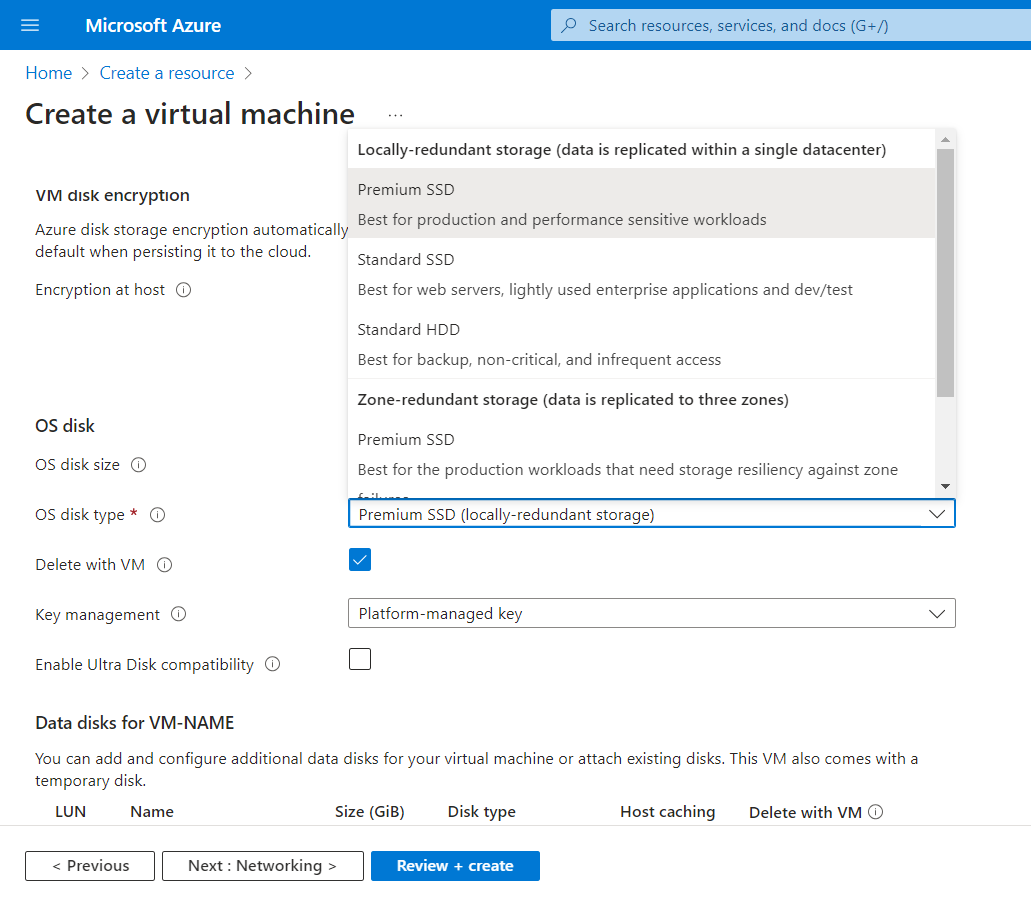 Microsoft Azure
Search resources, services, and docs (G+/)
Home > Create a resource >
Create a virtual machine ...
VM disk encryption
Azure disk storage encryption automatically
default when persisting it to the cloud.
Encryption at host
Locally-redundant storage (data is replicated within a single datacenter)
Premium SSD
Best for production and performance sensitive workloads
Standard SSD
Best for web servers, lightly used enterprise applications and dev/test
Standard HDD
Best for backup, non-critical, and infrequent access
Zone-redundant storage (data is replicated to three zones)
Premium SSD
Best for the production workloads that need storage resiliency against zone
failures
OS disk
OS disk size
OS disk type *
Premium SSD (locally-redundant storage)
Delete with VM
Key management
Platform-managed key
Enable Ultra Disk compatibility
Data disks for VM-NAME
You can add and configure additional data disks for your virtual machine or attach existing disks. This VM also comes with a
temporary disk.
LUN Name Size (GiB) Disk type Host caching Delete with VM
< Previous
Next : Networking >
Review + create